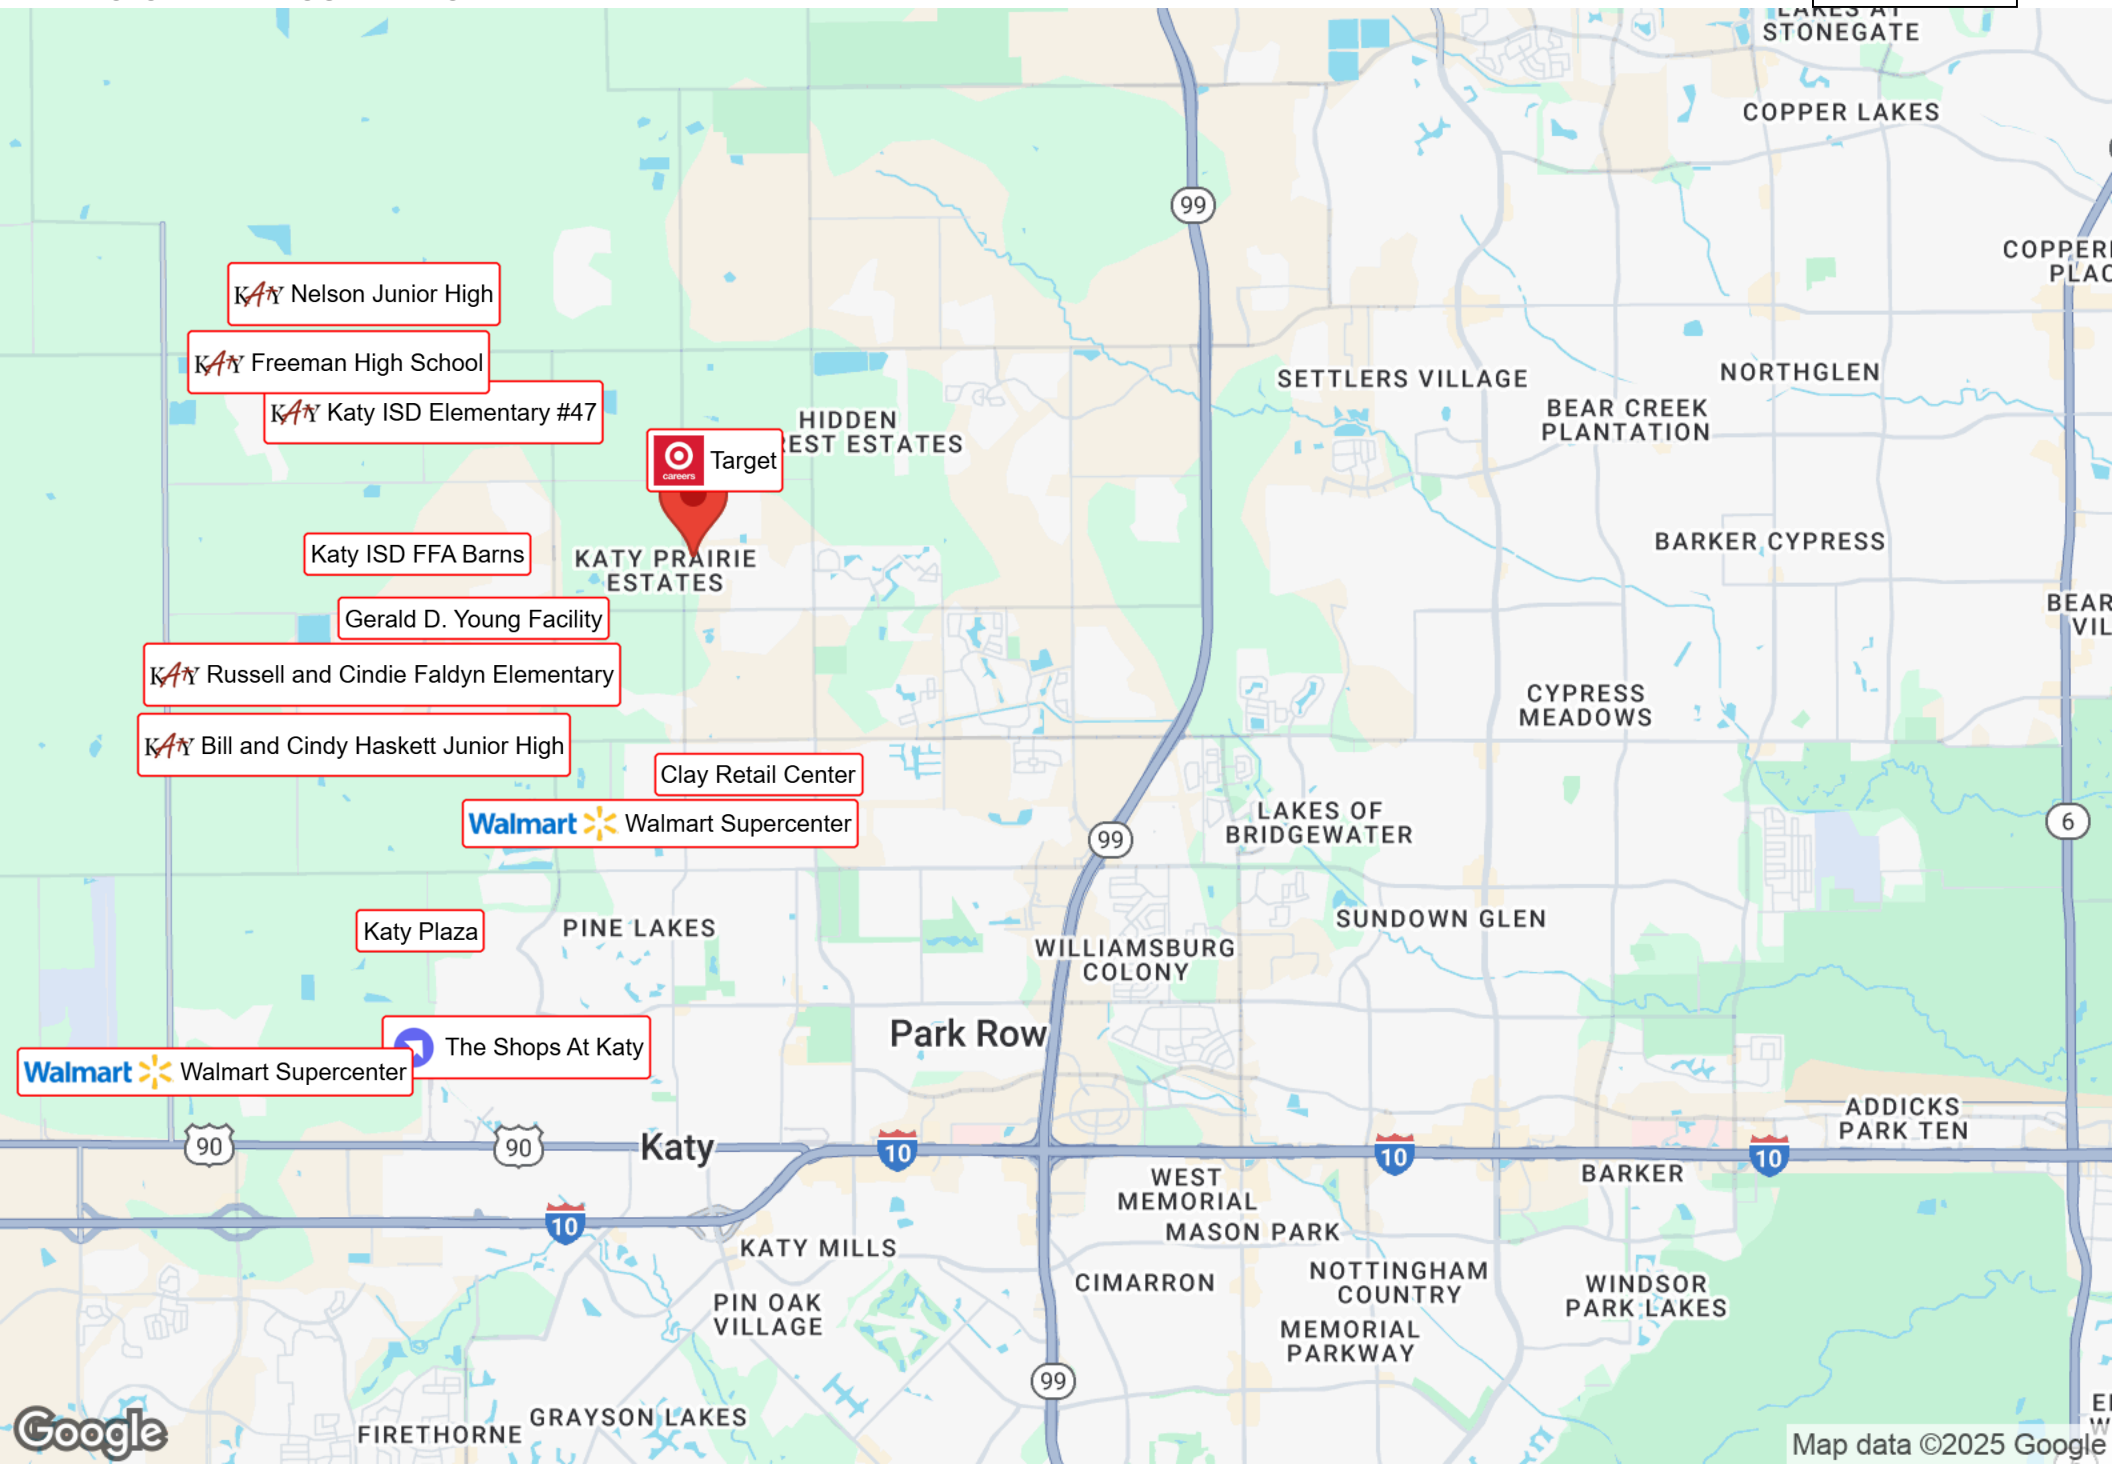 LAKES AT
STONEGATE
COPPER LAKES
99
KAtY Nelson Junior High
KAtY Freeman High School
KAtY Katy ISD Elementary #47
SETTLERS VILLAGE
NORTHGLEN
BEAR CREEK
PLANTATION
HIDDEN
REST ESTATES
careers
Target
Katy ISD FFA Barns
KATY PRAIRIE
ESTATES
BARKER CYPRESS
BEAR
VIL
Gerald D. Young Facility
KAtY Russell and Cindie Faldyn Elementary
CYPRESS
MEADOWS
KAtY Bill and Cindy Haskett Junior High
Clay Retail Center
Walmart Walmart Supercenter
LAKES OF
BRIDGEWATER
99
6
Katy Plaza
PINE LAKES
SUNDOWN GLEN
WILLIAMSBURG
COLONY
Park Row
The Shops At Katy
Walmart Walmart Supercenter
ADDICKS
PARK TEN
90
90
Katy
10
10
10
BARKER
WEST
MEMORIAL
MASON PARK
10
KATY MILLS
CIMARRON
NOTTINGHAM
COUNTRY
WINDSOR
PARK LAKES
PIN OAK
VILLAGE
MEMORIAL
PARKWAY
99
GRAYSON LAKES
FIRETHORNE
Google
Map data ©2025 Google
COPPER
PLAC